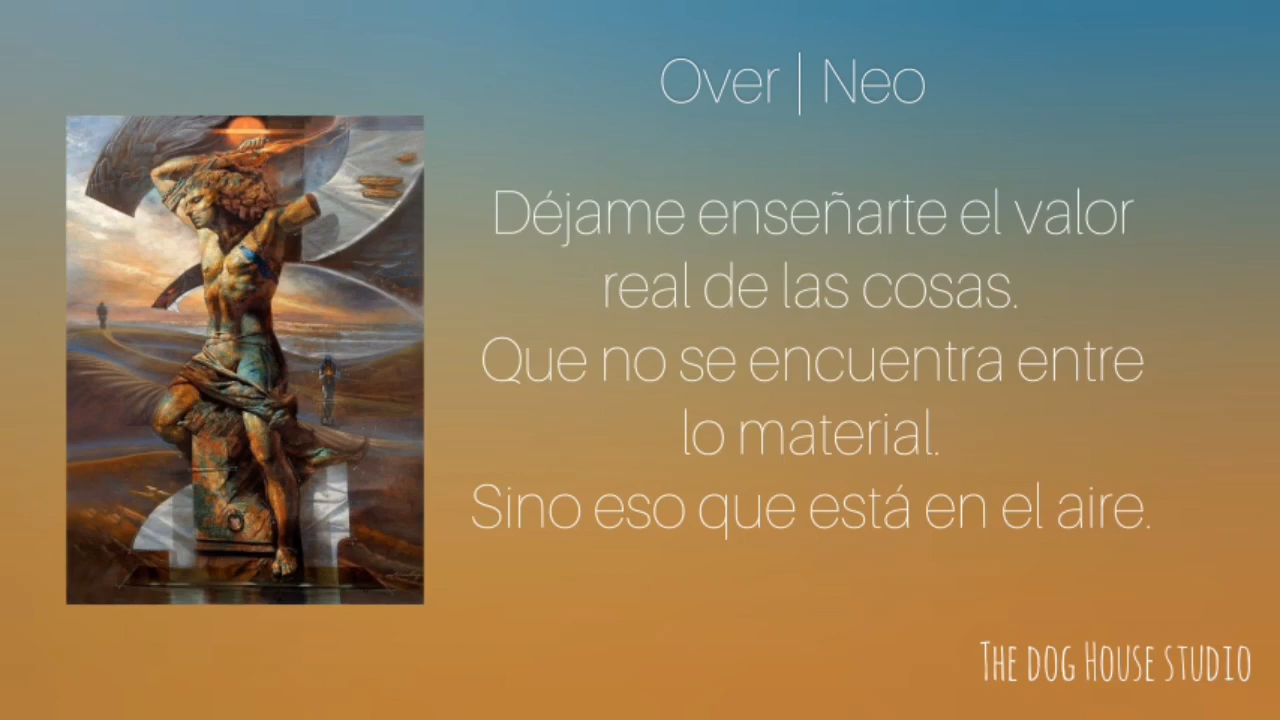 Over | Neo
Déjame enseñarte el valor
real de las cosas.
Que no se encuentra entre
lo material.
Sino eso que está en el aire.
THE DOG HOUSE STUDIO